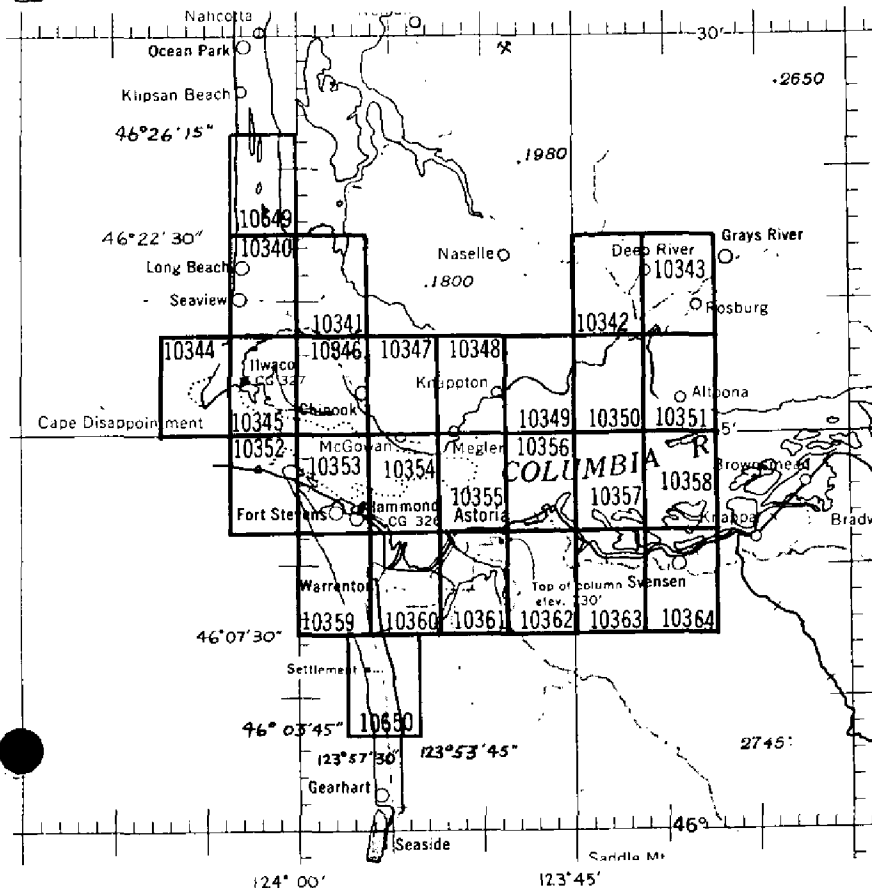 Nahcotta
30'
Ocean Park
.2650
Klipsan Beach
46°26'15"
.1980
10649
46°22'30"
10340
Grays River
Deep River
Naselle
10343
Long Beach
.1800
Seaview
Rosburg
10341
10342
10344
10346
10347
10348
Ilwaco
CG 327
Knappton
Altoona
Chinook
10345
10349
10350
10351
Cape Disappointment
5'
10352
McGowan
Megler
10356
COLUMBIA R
Brownsmead
10353
10354
10358
10355
10357
Hammond
Fort Stevens
CG 326
Astoria
Knappa
Bradw
Warrenton
Top of column
elev. 730'
Svensen
10359
10360
10361
10362
10363
10364
46°07'30"
Settlement
46°03'45"
10650
123°57'30"
123°53'45"
2745
Gearhart
46°
Seaside
Saddle Mt
124°00'
123°45'